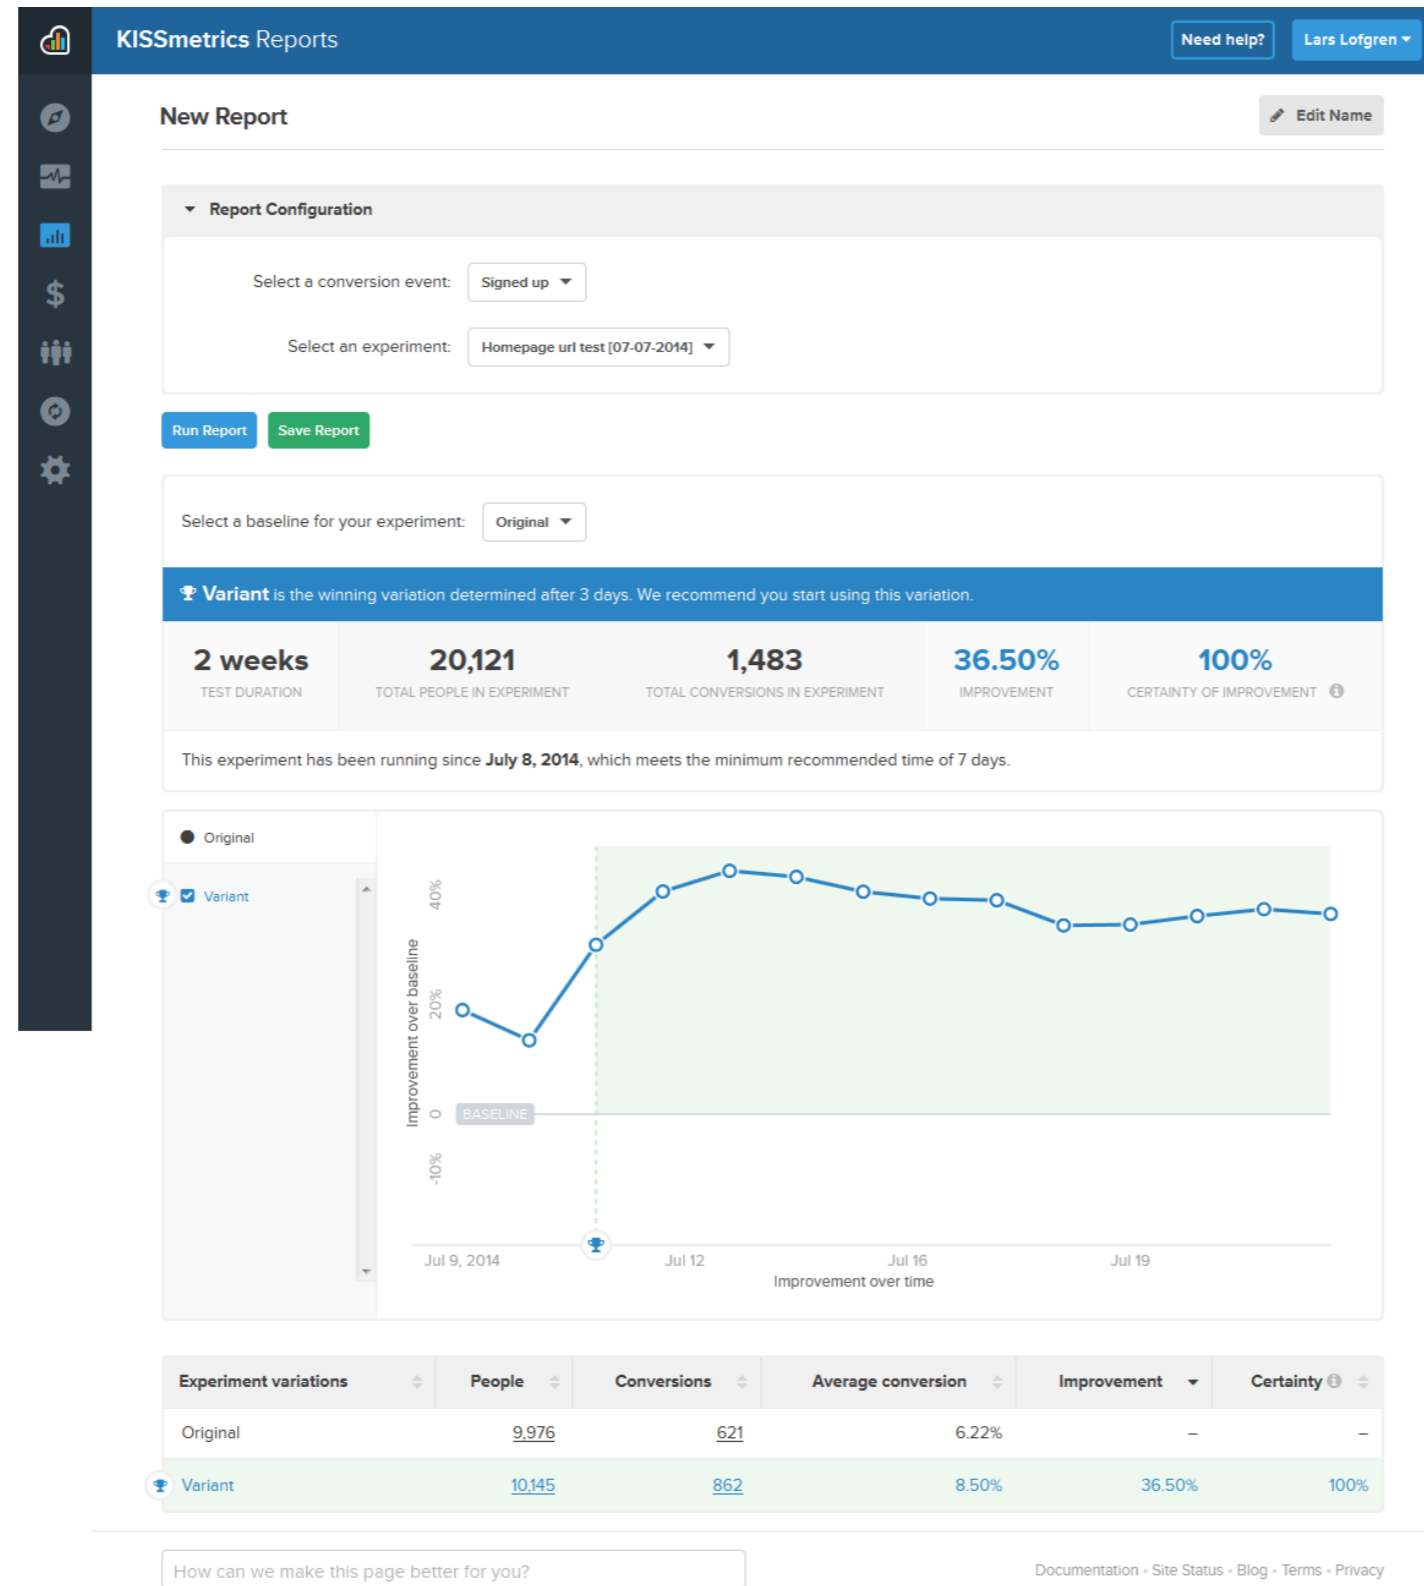 KISSmetrics Reports
Need help?
Lars Lofgren
New Report
Edit Name
Report Configuration
Select a conversion event: Signed up
Select an experiment: Homepage url test [07-07-2014]
Run Report
Save Report
Select a baseline for your experiment: Original
Variant is the winning variation determined after 3 days. We recommend you start using this variation.
2 weeks 20,121 1,483 36.50% 100%
TEST DURATION TOTAL PEOPLE IN EXPERIMENT TOTAL CONVERSIONS IN EXPERIMENT IMPROVEMENT CERTAINTY OF IMPROVEMENT
This experiment has been running since July 8, 2014, which meets the minimum recommended time of 7 days.
Original
Variant
Improvement over baseline
40%
20%
0
-10%
BASELINE
Jul 9, 2014 Jul 12 Jul 16 Jul 19
Improvement over time
Experiment variations People Conversions Average conversion Improvement Certainty
Original 9,976 621 6.22% – –
Variant 10,145 862 8.50% 36.50% 100%
How can we make this page better for you?
Documentation - Site Status - Blog - Terms - Privacy